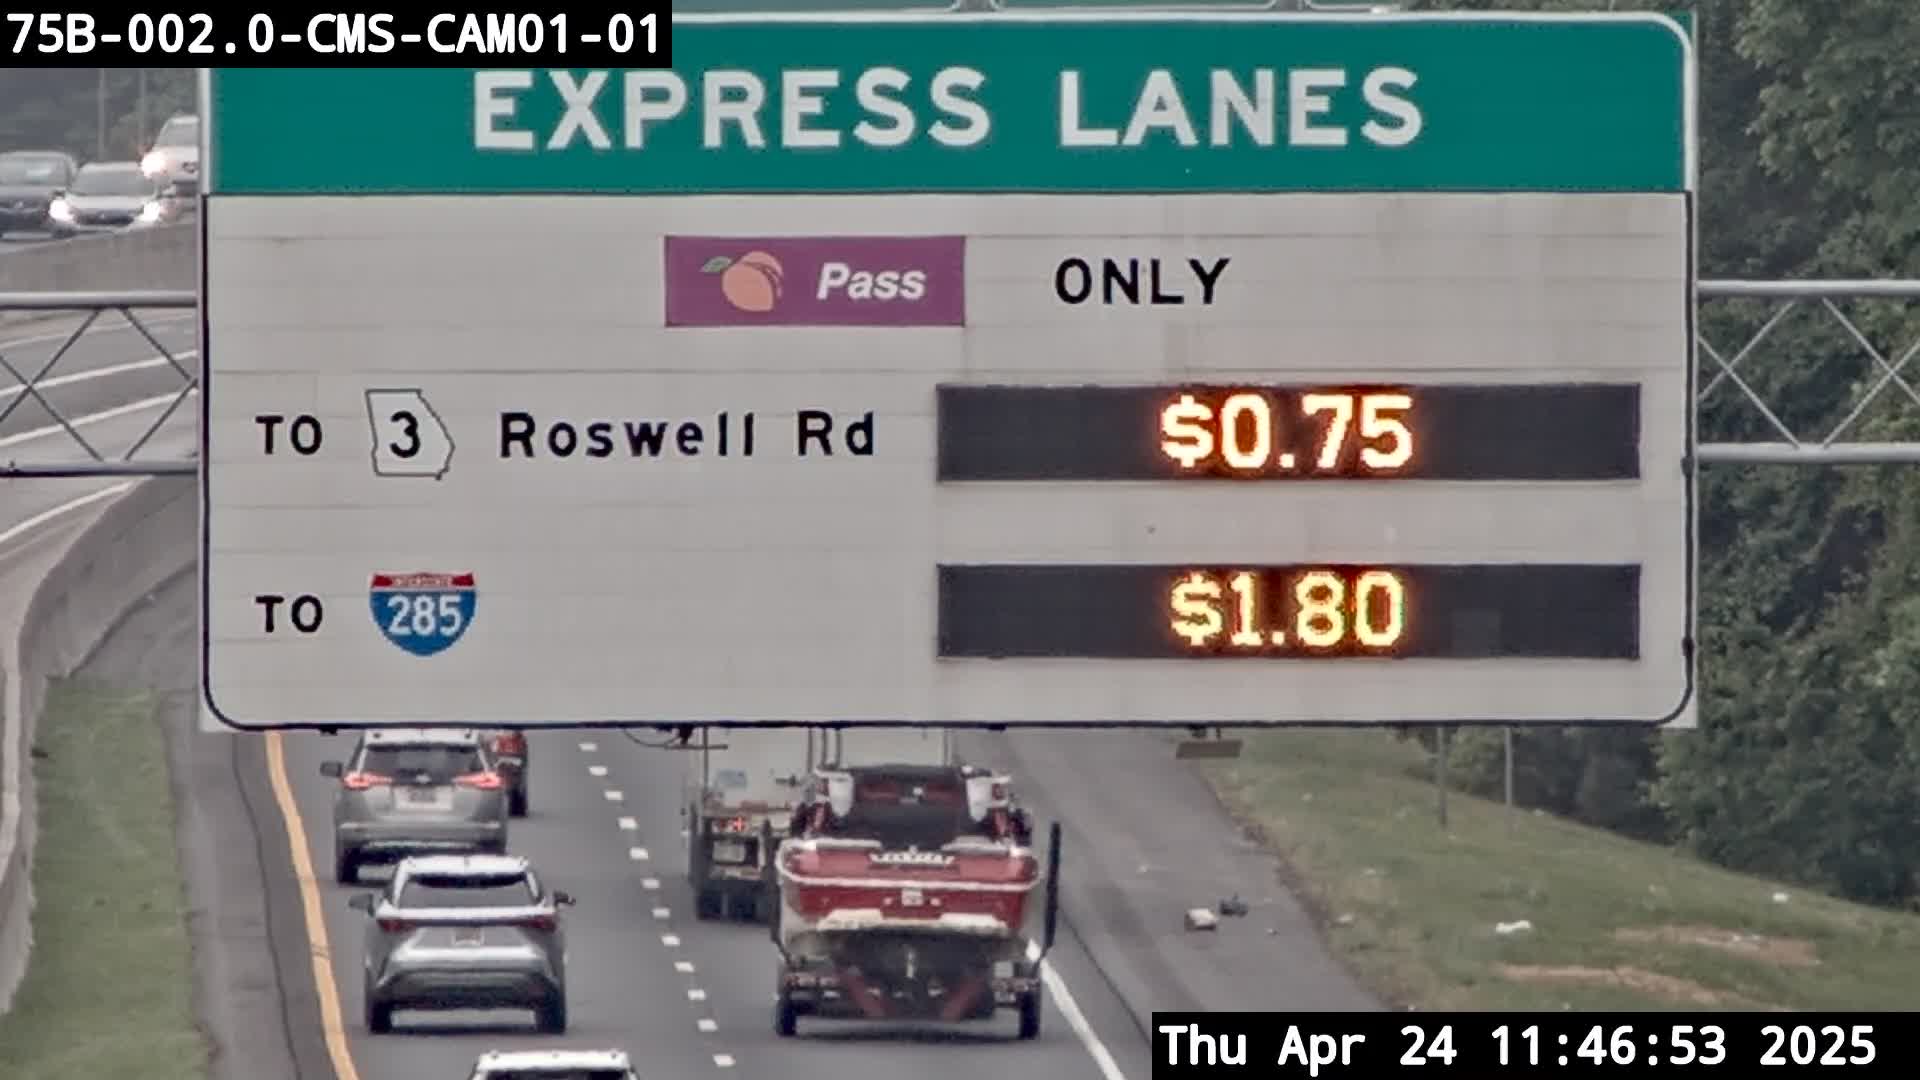 75B-002.0-CMS-CAM01-01
EXPRESS LANES
Pass ONLY
TO 3 Roswell Rd $0.75
INTERSTATE
TO 285 $1.80
Thu Apr 24 11:46:53 2025